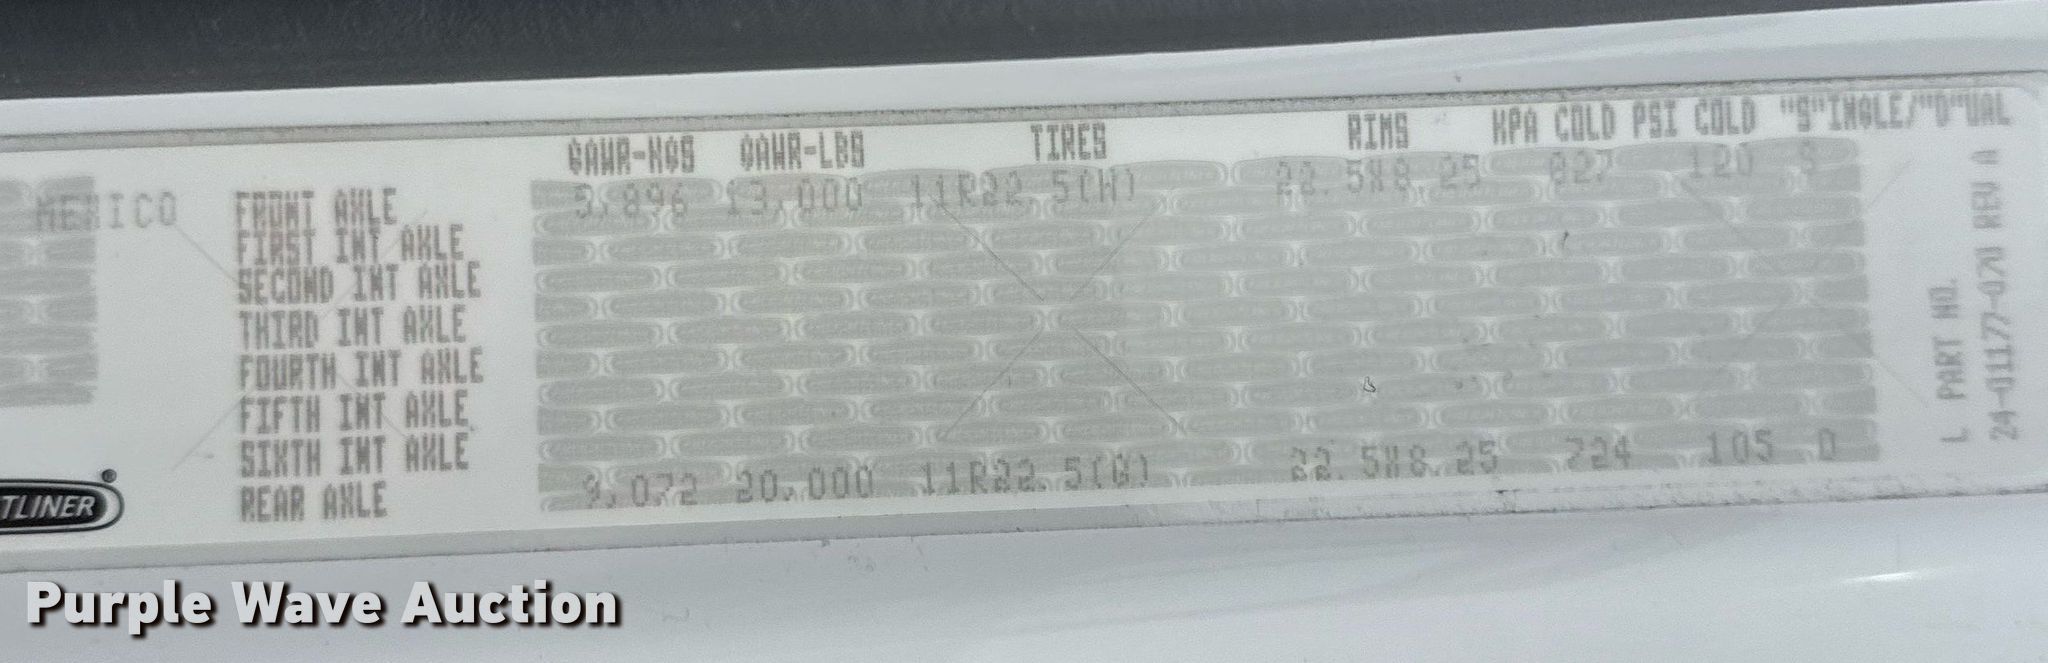 GAWR-KGS GAWR-LBS TIRES RIMS KPA COLD PSI COLD "S"INGLE/"D"UAL
MEXICO FRONT AXLE 5,896 13,000 11R22.5(H) 22.5X8.25 827 120 S
FIRST INT AXLE
SECOND INT AXLE
THIRD INT AXLE
FOURTH INT AXLE
FIFTH INT AXLE
SIXTH INT AXLE
REAR AXLE 9,072 20,000 11R22.5(G) 22.5X8.25 724 105 D
L PART NO.
24-01177-070 REV A
TLINER
Purple Wave Auction